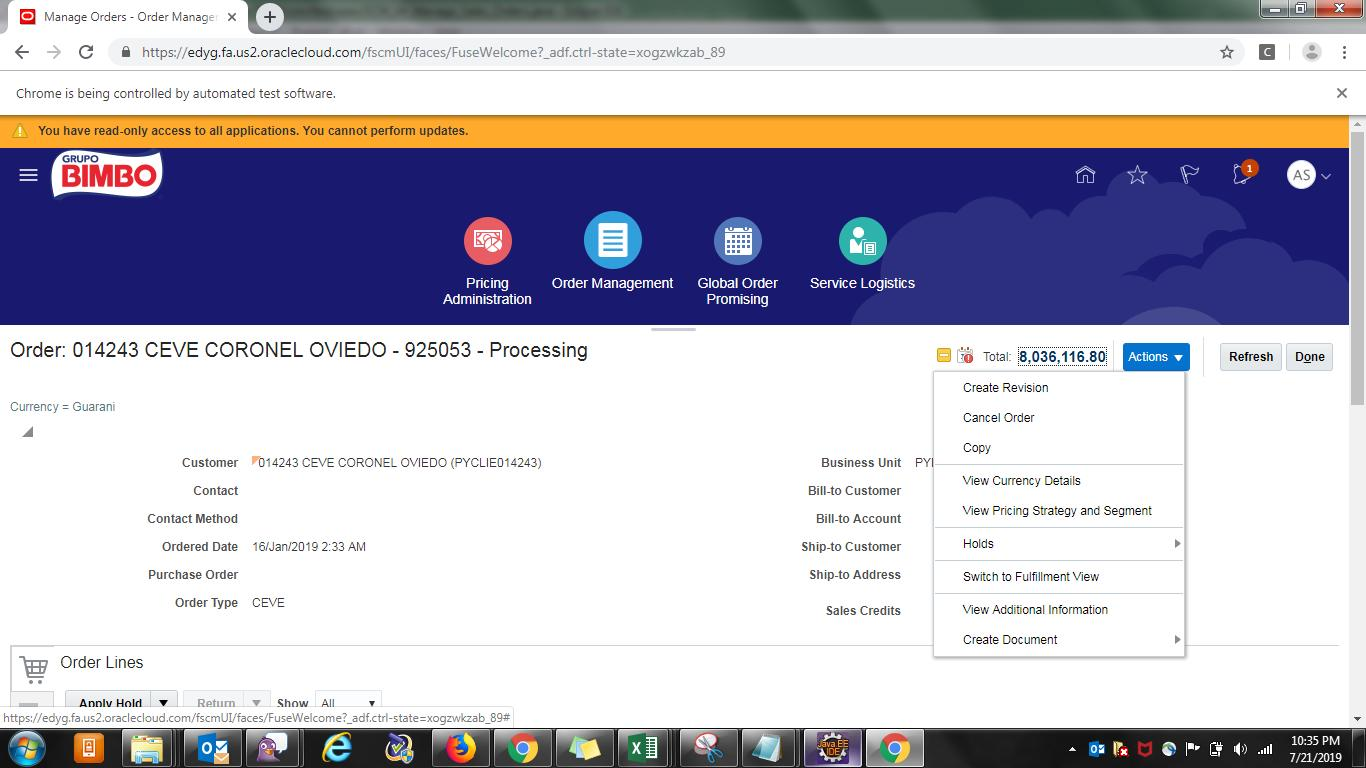 Manage Orders - Order Manager
https://edyg.fa.us2.oraclecloud.com/fscmUI/faces/FuseWelcome?_adf.ctrl-state=xogzwkzab_89
C
Chrome is being controlled by automated test software.
You have read-only access to all applications. You cannot perform updates.
GRUPO
BIMBO
1
AS
Pricing Administration
Order Management
Global Order Promising
Service Logistics
Order: 014243 CEVE CORONEL OVIEDO - 925053 - Processing
Total: 8,036,116.80
Actions
Refresh
Done
Currency = Guarani
Create Revision
Cancel Order
Copy
View Currency Details
View Pricing Strategy and Segment
Holds
Switch to Fulfillment View
View Additional Information
Create Document
Customer 014243 CEVE CORONEL OVIEDO (PYCLIE014243)
Contact
Contact Method
Ordered Date 16/Jan/2019 2:33 AM
Purchase Order
Order Type CEVE
Business Unit
Bill-to Customer
Bill-to Account
Ship-to Customer
Ship-to Address
Sales Credits
Order Lines
Apply Hold
Return
Show All
https://edyg.fa.us2.oraclecloud.com/fscmUI/faces/FuseWelcome?_adf.ctrl-state=xogzwkzab_89#
Java EE
IDE
10:35 PM
7/21/2019